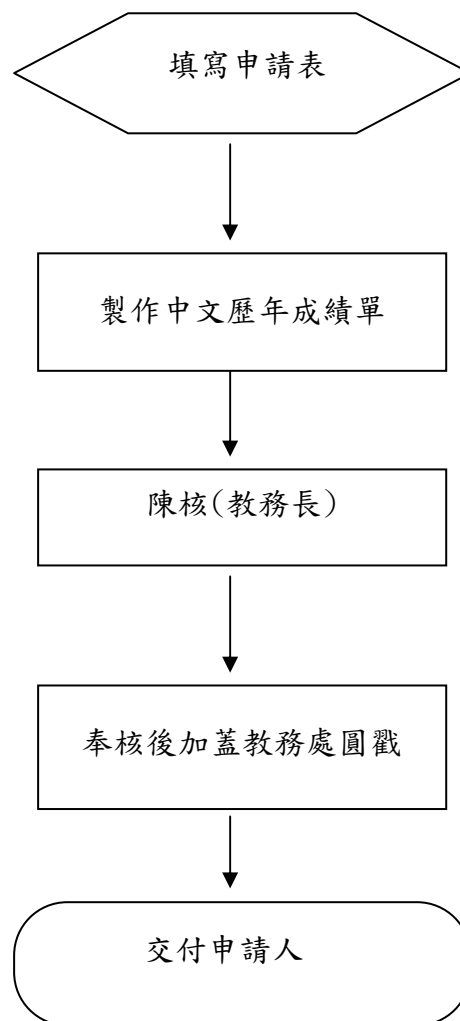 填寫申請表
製作中文歷年成績單
陳核(教務長)
奉核後加蓋教務處圓戳
交付申請人